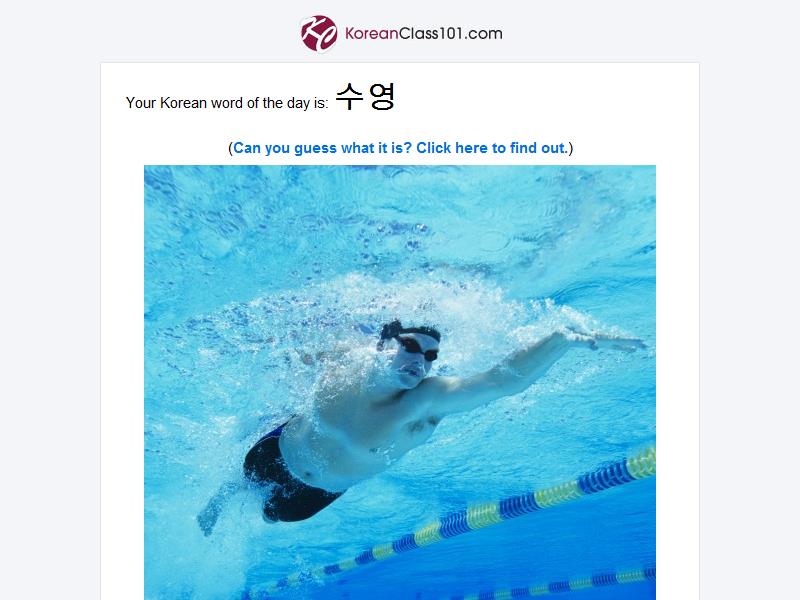 KoreanClass101.com
Your Korean word of the day is: 수영
(Can you guess what it is? Click here to find out.)